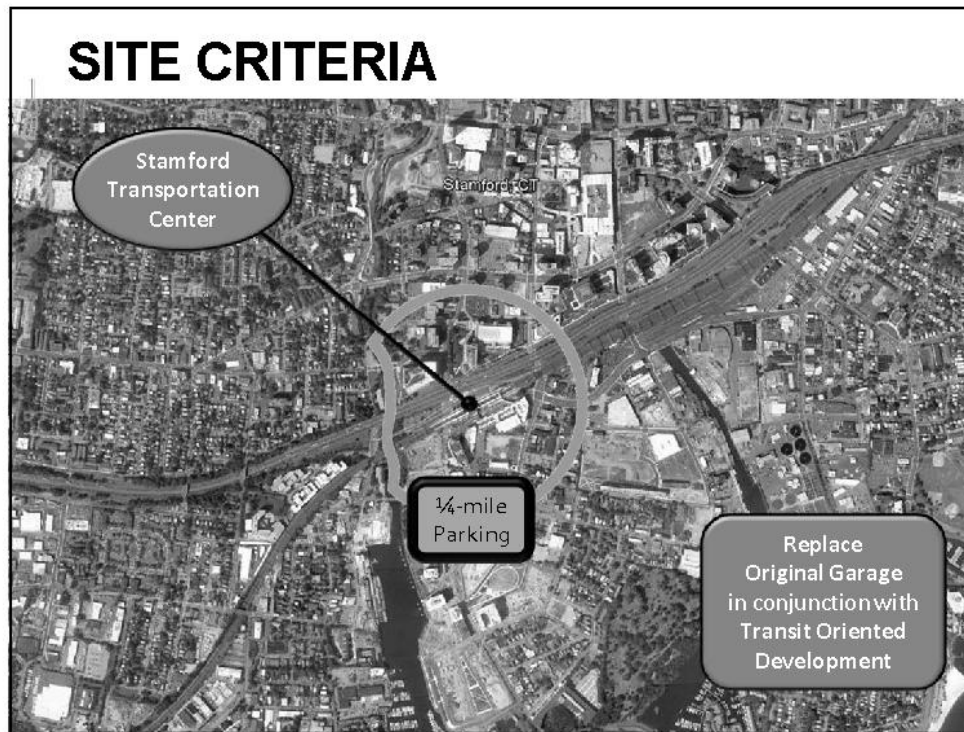 SITE CRITERIA
Stamford
Transportation
Center
Stamford, CT
¼-mile
Parking
Replace
Original Garage
in conjunction with
Transit Oriented
Development